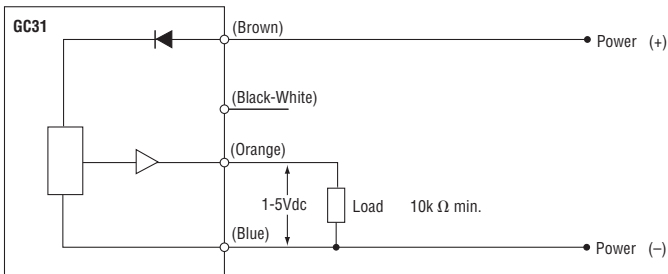 GC31
(Brown)
Power (+)
(Black-White)
(Orange)
1-5Vdc
Load 10k Ω min.
(Blue)
Power (–)